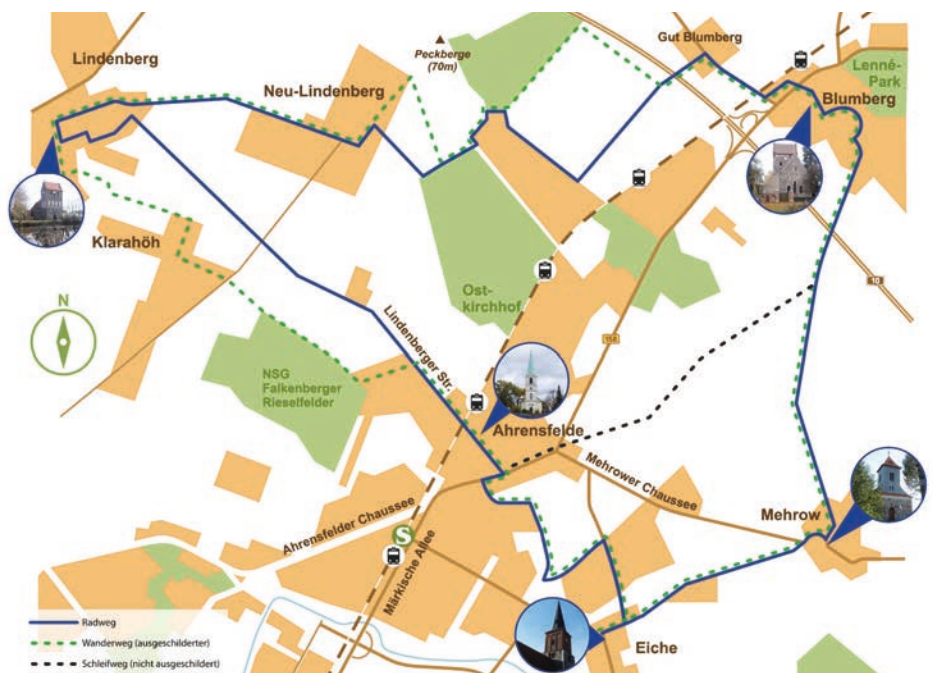 Lindenberg
Neu-Lindenberg
Peckberge
(70m)
Gut Blumberg
Lenné-
Park
Blumberg
Klarahöh
N
Ost-
kirchhof
10
158
Lindenberger Str.
NSG
Falkenberger
Rieselfelder
Ahrensfelde
Mehrower Chaussee
Mehrow
Ahrensfelder Chaussee
S
Märkische Allee
Eiche
Radweg
Wanderweg (ausgeschilderter)
Schleifweg (nicht ausgeschildert)